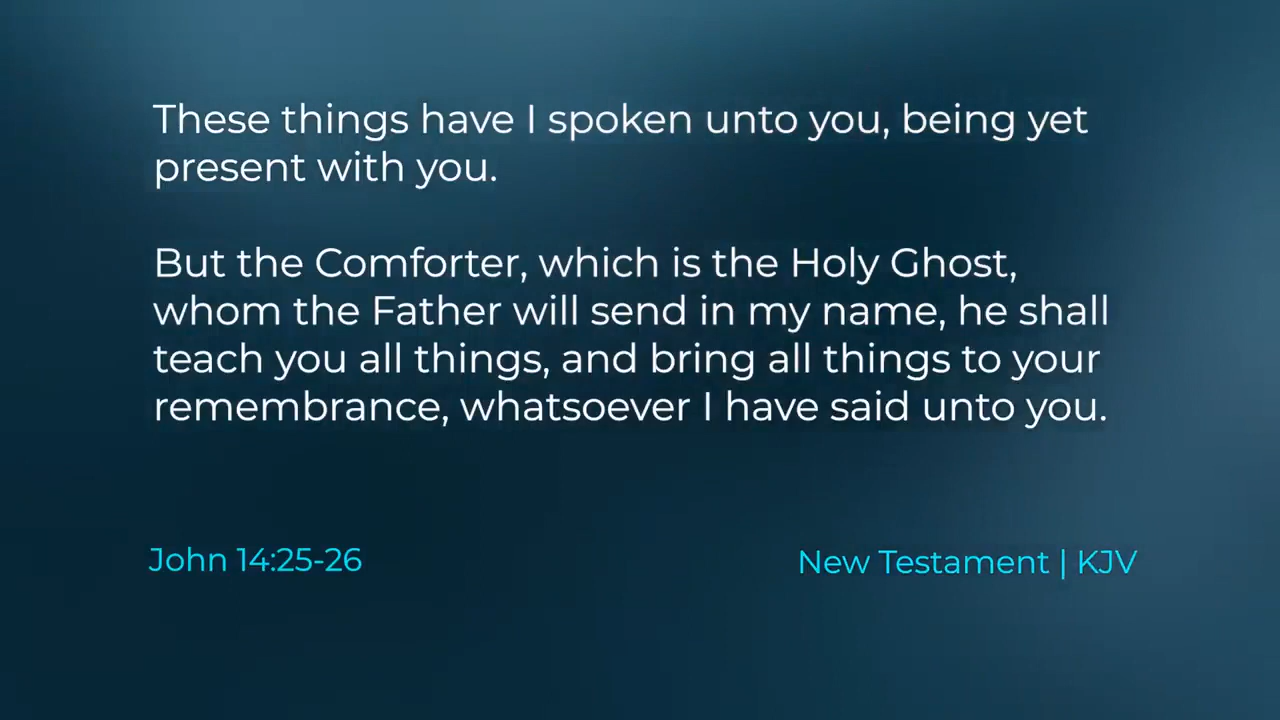 These things have I spoken unto you, being yet
present with you.
But the Comforter, which is the Holy Ghost,
whom the Father will send in my name, he shall
teach you all things, and bring all things to your
remembrance, whatsoever I have said unto you.
John 14:25-26
New Testament | KJV